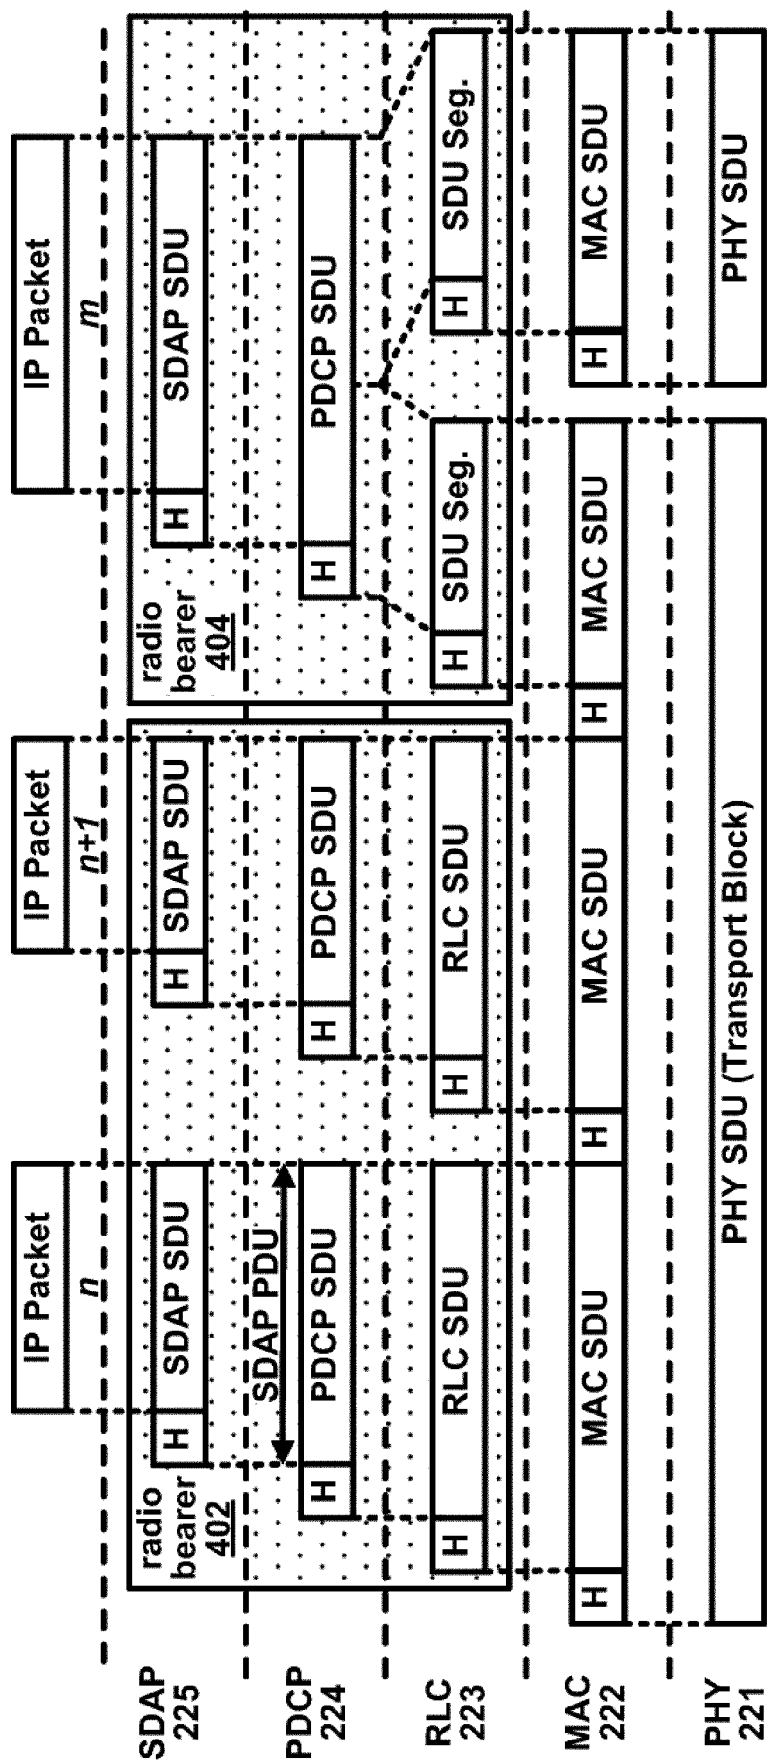 IP Packet
n
IP Packet
n+1
IP Packet
m
SDAP
225
radio
bearer
402
H
SDAP SDU
H
SDAP SDU
radio
bearer
404
H
SDAP SDU
SDAP PDU
PDCP
224
H
PDCP SDU
H
PDCP SDU
H
PDCP SDU
RLC
223
H
RLC SDU
H
RLC SDU
H
SDU Seg.
H
SDU Seg.
MAC
222
H
MAC SDU
H
MAC SDU
H
MAC SDU
H
MAC SDU
PHY
221
PHY SDU (Transport Block)
PHY SDU